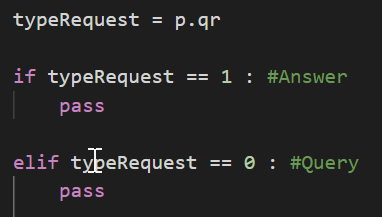 typeRequest = p.qr
if typeRequest == 1 : #Answer
pass
elif typeRequest == 0 : #Query
pass